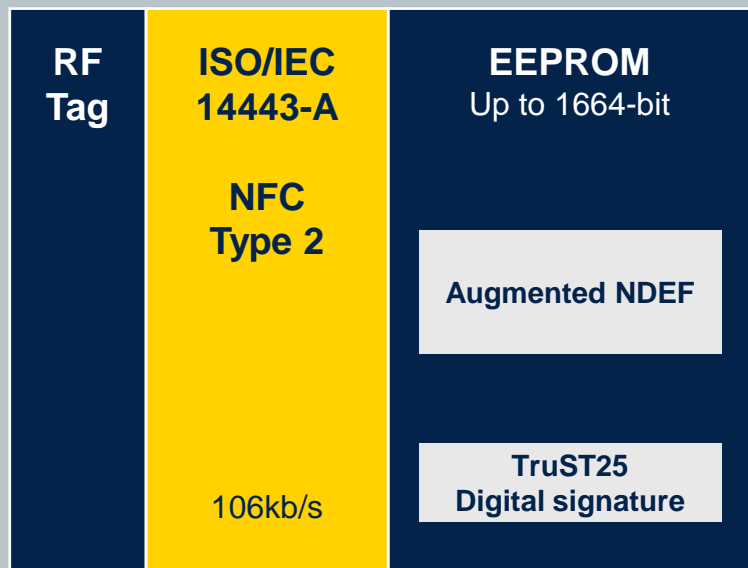 RF
Tag
ISO/IEC
14443-A
NFC
Type 2
106kb/s
EEPROM
Up to 1664-bit
Augmented NDEF
TruST25
Digital signature